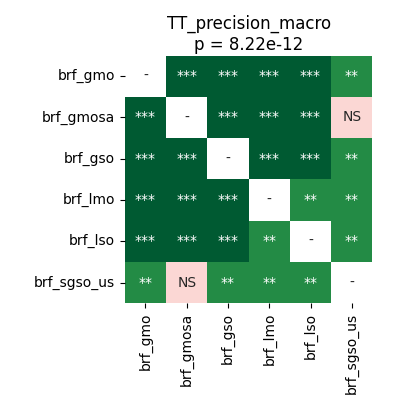 TT_precision_macro
p = 8.22e-12
brf_gmo - *** *** *** *** **
brf_gmosa *** - *** *** *** NS
brf_gso *** *** - *** *** **
brf_lmo *** *** *** - ** **
brf_lso *** *** *** ** - **
brf_sgso_us ** NS ** ** ** -
brf_gmo brf_gmosa brf_gso brf_lmo brf_lso brf_sgso_us